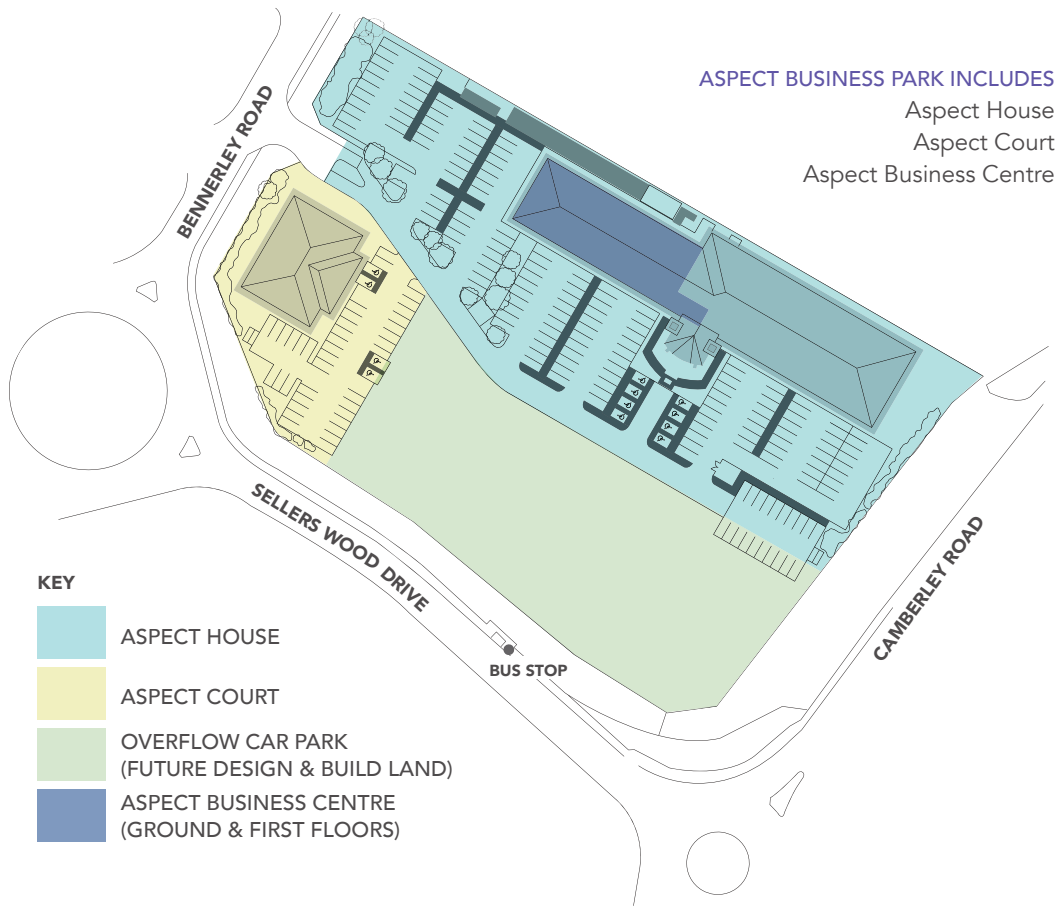 ASPECT BUSINESS PARK INCLUDES
Aspect House
Aspect Court
Aspect Business Centre
BENNERLEY ROAD
SELLERS WOOD DRIVE
CAMBERLEY ROAD
BUS STOP
KEY
ASPECT HOUSE
ASPECT COURT
OVERFLOW CAR PARK
(FUTURE DESIGN & BUILD LAND)
ASPECT BUSINESS CENTRE
(GROUND & FIRST FLOORS)